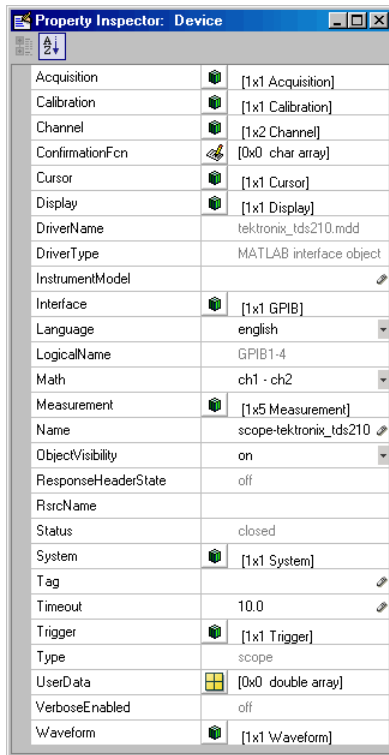 Property Inspector: Device
Acquisition [1x1 Acquisition]
Calibration [1x1 Calibration]
Channel [1x2 Channel]
ConfirmationFcn [0x0 char array]
Cursor [1x1 Cursor]
Display [1x1 Display]
DriverName tektronix_tds210.mdd
DriverType MATLAB interface object
InstrumentModel
Interface [1x1 GPIB]
Language english
LogicalName GPIB1-4
Math ch1 - ch2
Measurement [1x5 Measurement]
Name scope-tektronix_tds210
ObjectVisibility on
ResponseHeaderState off
RsrcName
Status closed
System [1x1 System]
Tag
Timeout 10.0
Trigger [1x1 Trigger]
Type scope
UserData [0x0 double array]
VerboseEnabled off
Waveform [1x1 Waveform]